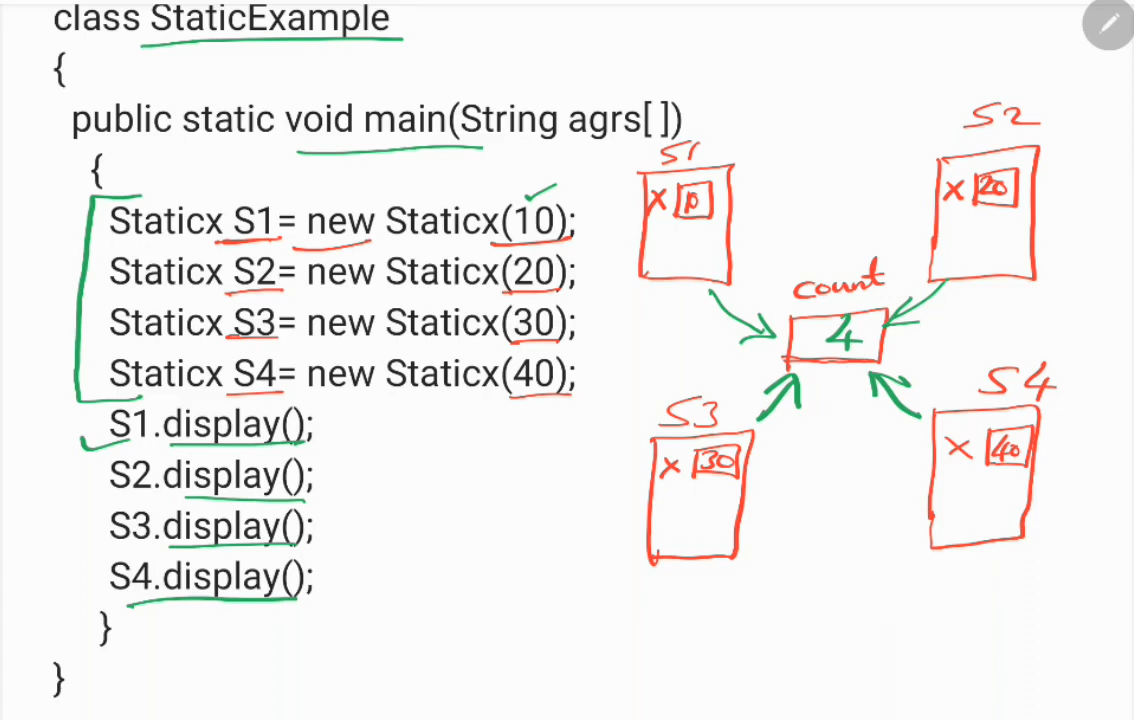 class StaticExample
{
public static void main(String agrs[])
{
Staticx S1= new Staticx(10);
Staticx S2= new Staticx(20);
Staticx S3= new Staticx(30);
Staticx S4= new Staticx(40);
S1.display();
S2.display();
S3.display();
S4.display();
}
}
S1
x 10
S2
x 20
count
4
S3
x 30
S4
x 40